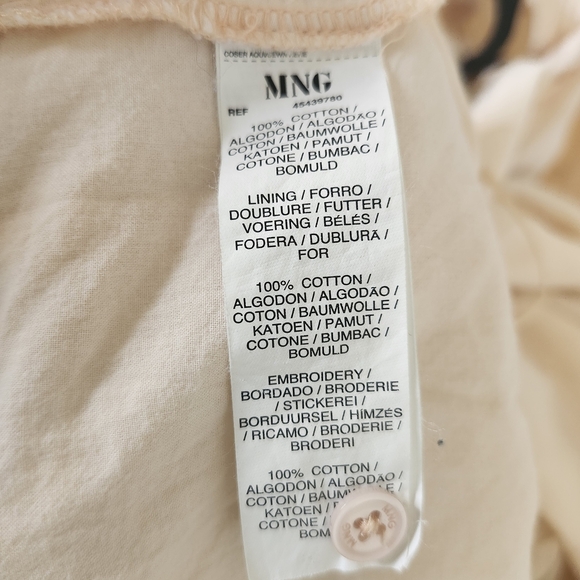 MNG
REF 45439780
100% COTTON /
ALGODON / ALGODÃO /
COTON / BAUMWOLLE /
KATOEN / PAMUT /
COTONE / BUMBAC /
BOMULD
LINING / FORRO /
DOUBLURE / FUTTER /
VOERING / BÉLÉS /
FODERA / DUBLURĂ /
FOR
100% COTTON /
ALGODON / ALGODÃO /
COTON / BAUMWOLLE /
KATOEN / PAMUT /
COTONE / BUMBAC /
BOMULD
EMBROIDERY /
BORDADO / BRODERIE
/ STICKEREI /
BORDUURSEL / HÍMZÉS
/ RICAMO / BRODERIE /
BRODERI
100% COTTON /
ALGODON / ALGODÃO /
COTON /
KATOEN /
COTONE /